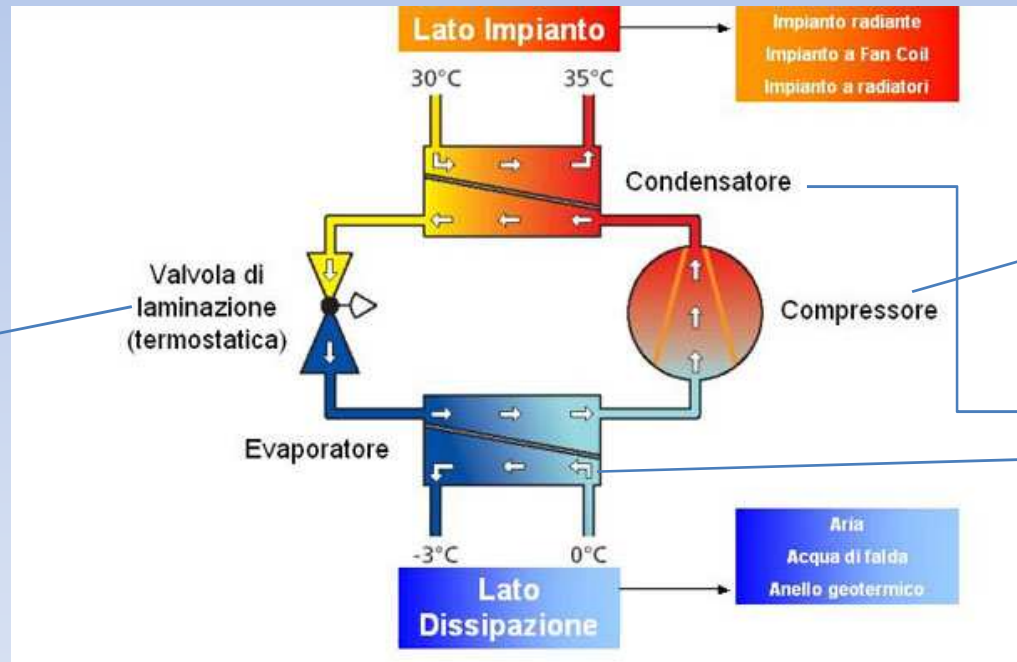 Lato Impianto
Impianto radiante
Impianto a Fan Coil
Impianto a radiatori
30°C
35°C
Condensatore
Valvola di
laminazione
(termostatica)
Compressore
Evaporatore
-3°C
0°C
Lato
Dissipazione
Aria
Acqua di falda
Anello geotermico